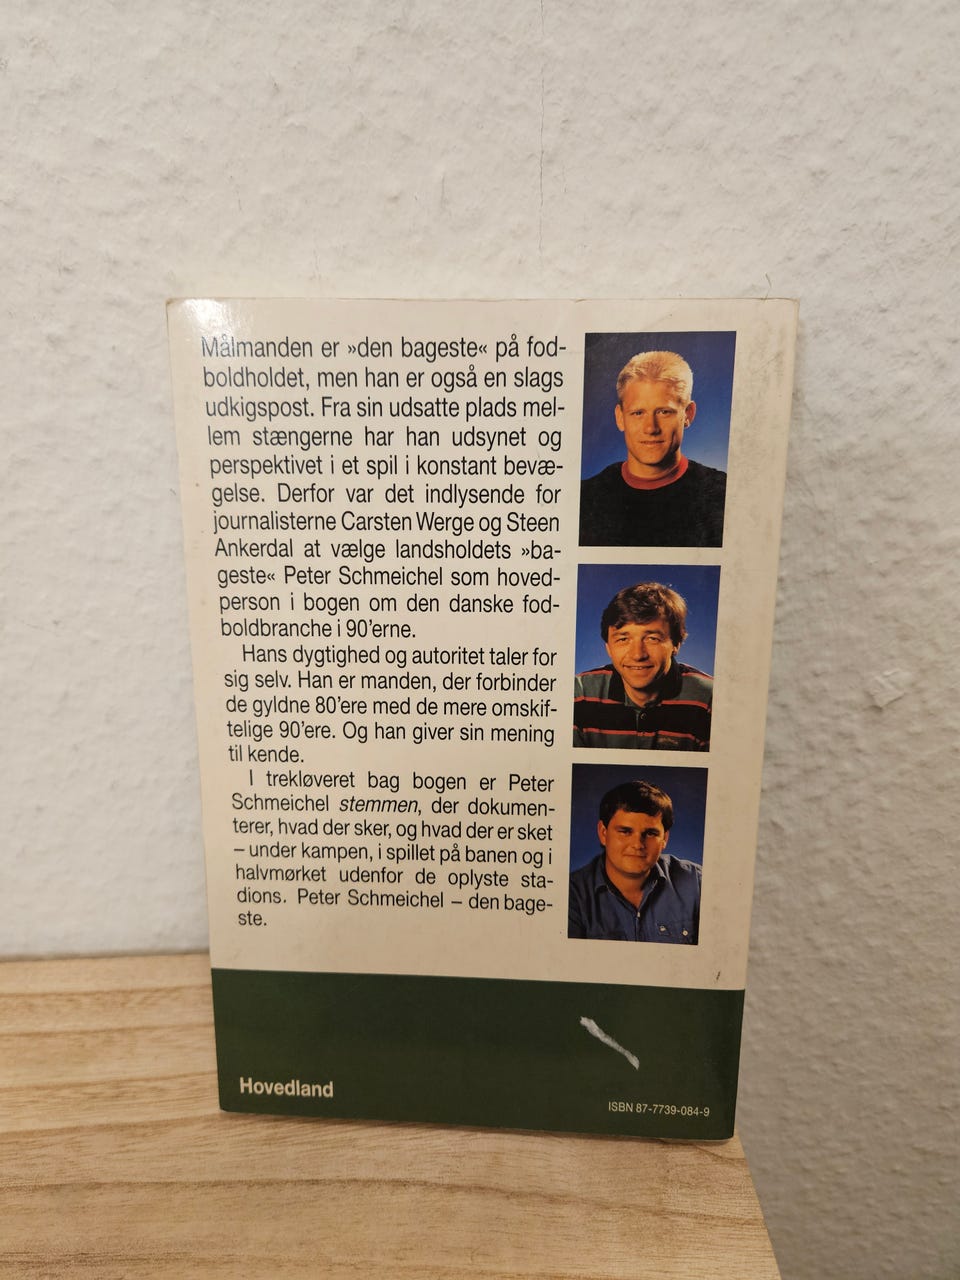 Målmanden er »den bageste« på fod-
boldholdet, men han er også en slags
udkigspost. Fra sin udsatte plads mel-
lem stængerne har han udsynet og
perspektivet i et spil i konstant bevæ-
gelse. Derfor var det indlysende for
journalisterne Carsten Werge og Steen
Ankerdal at vælge landsholdets »ba-
geste« Peter Schmeichel som hoved-
person i bogen om den danske fod-
boldbranche i 90'erne.
Hans dygtighed og autoritet taler for
sig selv. Han er manden, der forbinder
de gyldne 80'ere med de mere omskif-
telige 90'ere. Og han giver sin mening
til kende.
I trekløveret bag bogen er Peter
Schmeichel stemmen, der dokumen-
terer, hvad der sker, og hvad der er sket
– under kampen, i spillet på banen og i
halvmørket udenfor de oplyste sta-
dions. Peter Schmeichel – den bage-
ste.
Hovedland
ISBN 87-7739-084-9